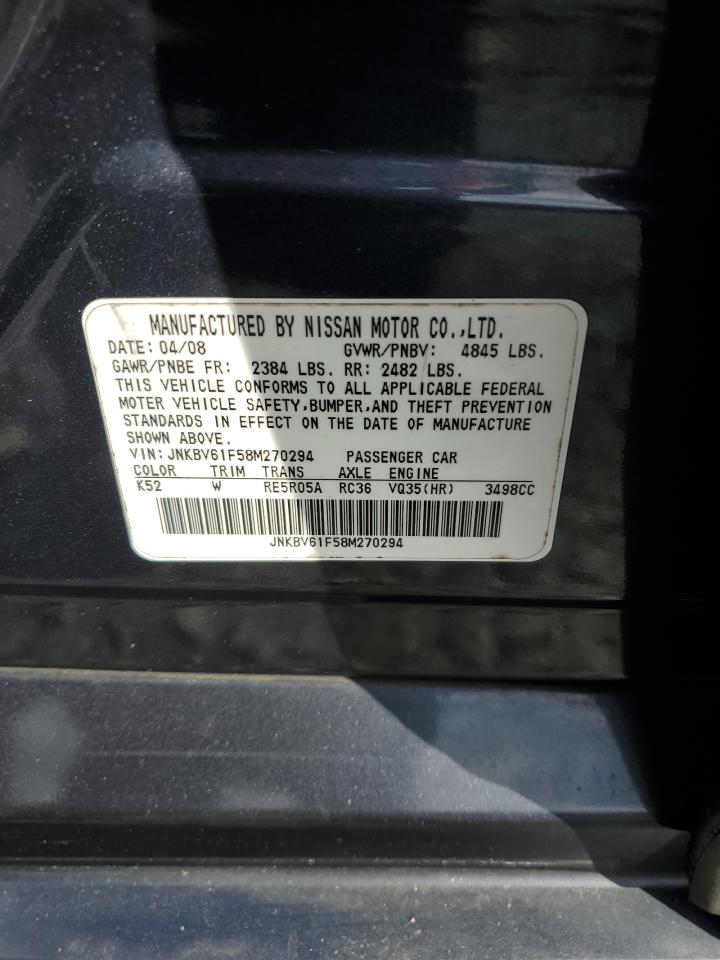 MANUFACTURED BY NISSAN MOTOR CO.,LTD.
DATE: 04/08 GVWR/PNBV: 4845 LBS.
GAWR/PNBE FR: 2384 LBS. RR: 2482 LBS.
THIS VEHICLE CONFORMS TO ALL APPLICABLE FEDERAL
MOTER VEHICLE SAFETY,BUMPER,AND THEFT PREVENTION
STANDARDS IN EFFECT ON THE DATE OF MANUFACTURE
SHOWN ABOVE.
VIN: JNKBV61F58M270294 PASSENGER CAR
COLOR TRIM TRANS AXLE ENGINE
K52 W RE5R05A RC36 VQ35(HR) 3498CC
JNKBV61F58M270294